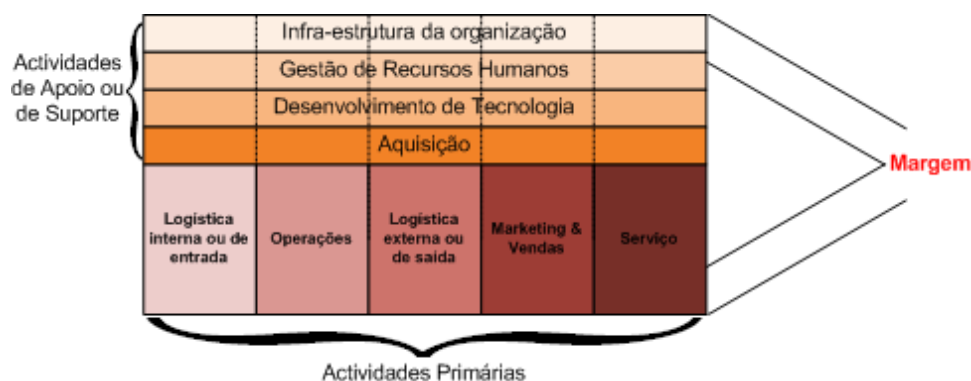 Infra-estrutura da organização
Gestão de Recursos Humanos
Desenvolvimento de Tecnologia
Aquisição
Actividades
de Apoio ou
de Suporte
Margem
Logística
interna ou de
entrada
Operações
Logística
externa ou
de saída
Marketing &
Vendas
Serviço
Actividades Primárias